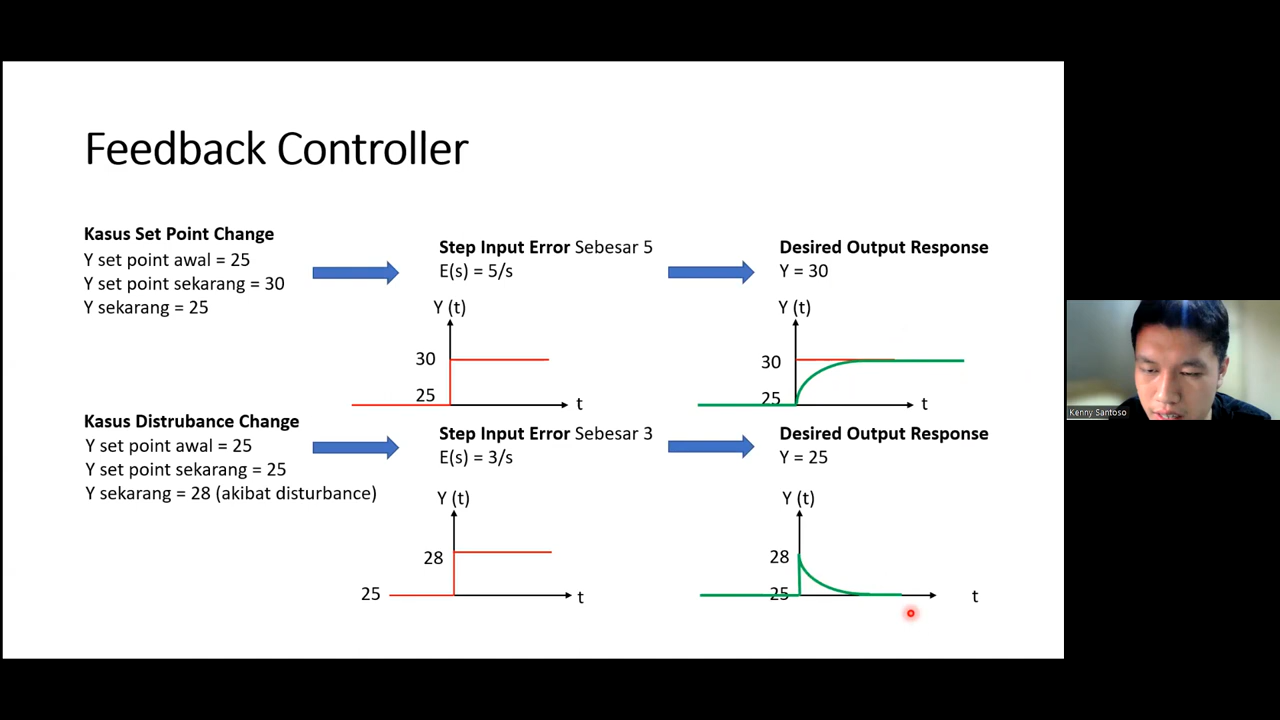 Feedback Controller
Kasus Set Point Change
Y set point awal = 25
Y set point sekarang = 30
Y sekarang = 25
Step Input Error Sebesar 5
E(s) = 5/s
Y (t)
30
25
t
Desired Output Response
Y = 30
Y (t)
30
25
t
Kasus Distrubance Change
Y set point awal = 25
Y set point sekarang = 25
Y sekarang = 28 (akibat disturbance)
Step Input Error Sebesar 3
E(s) = 3/s
Y (t)
28
25
t
Desired Output Response
Y = 25
Y (t)
28
25
t
Kenny Santoso